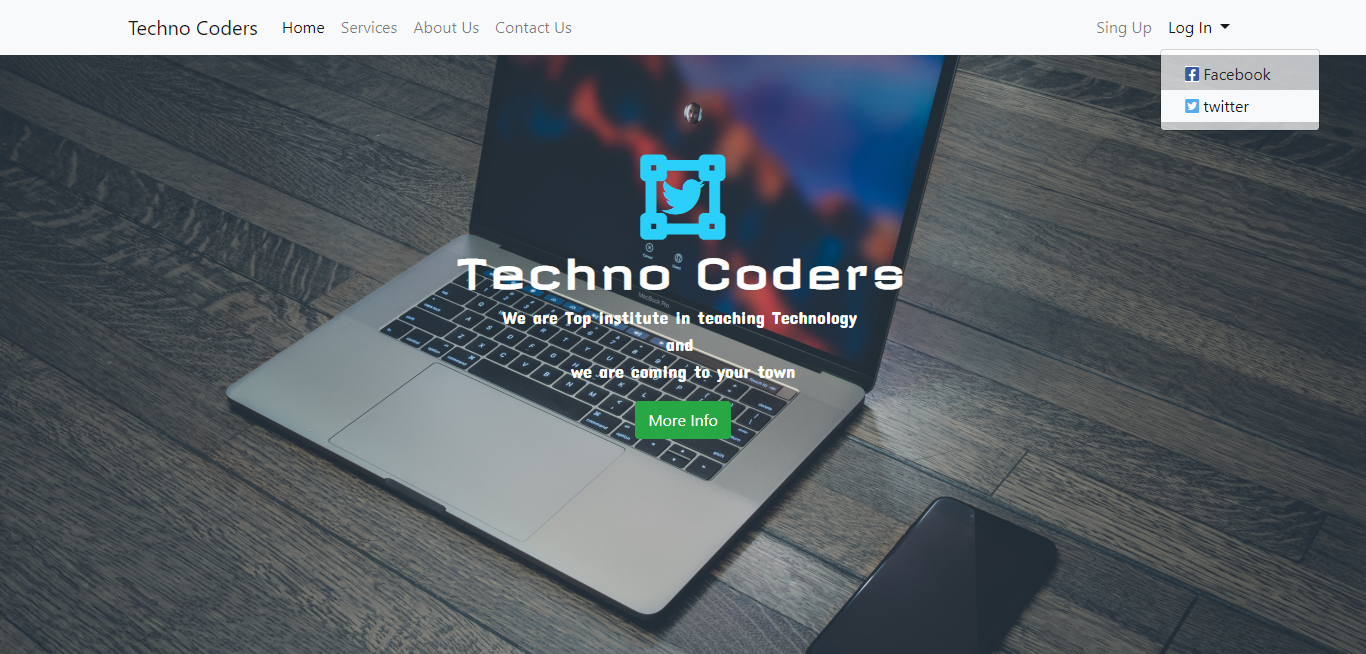 Techno Coders Home Services About Us Contact Us Sing Up Log In
Facebook
twitter
Techno Coders
We are Top Institute in teaching Technology
and
we are coming to your town
More Info